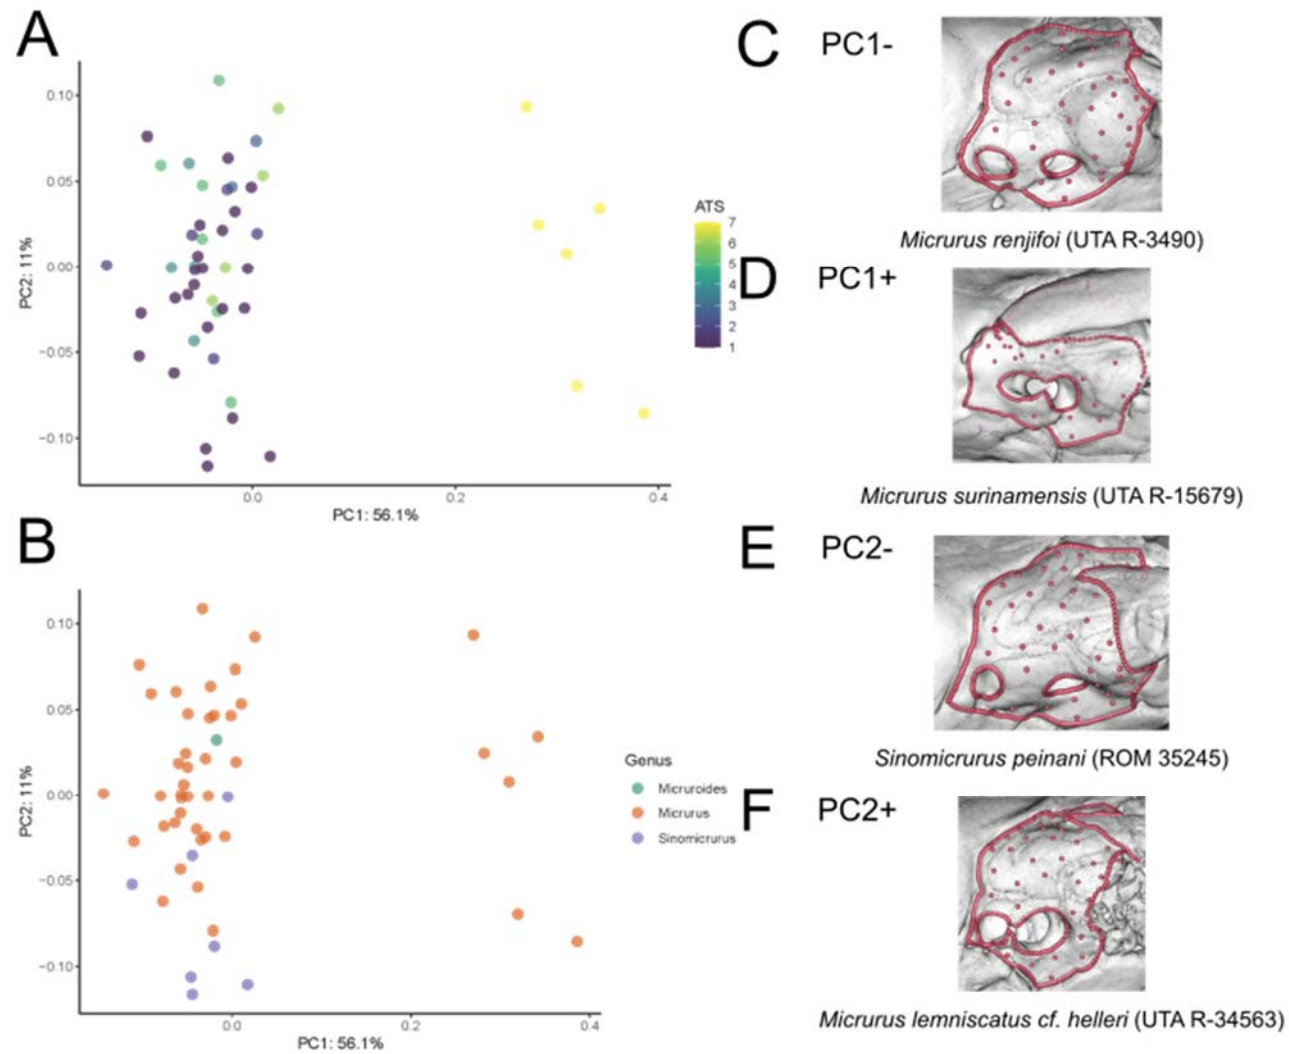 A
0.10
0.05
0.00
−0.05
−0.10
PC2: 11%
0.0
0.2
0.4
PC1: 56.1%
ATS
7
6
5
4
3
2
1
B
0.10
0.05
0.00
−0.05
−0.10
PC2: 11%
0.0
0.2
0.4
PC1: 56.1%
Genus
Micruroides
Micrurus
Sinomicrurus
C
PC1-
Micrurus renjifoi (UTA R-3490)
D
PC1+
Micrurus surinamensis (UTA R-15679)
E
PC2-
Sinomicrurus peinani (ROM 35245)
F
PC2+
Micrurus lemniscatus cf. helleri (UTA R-34563)